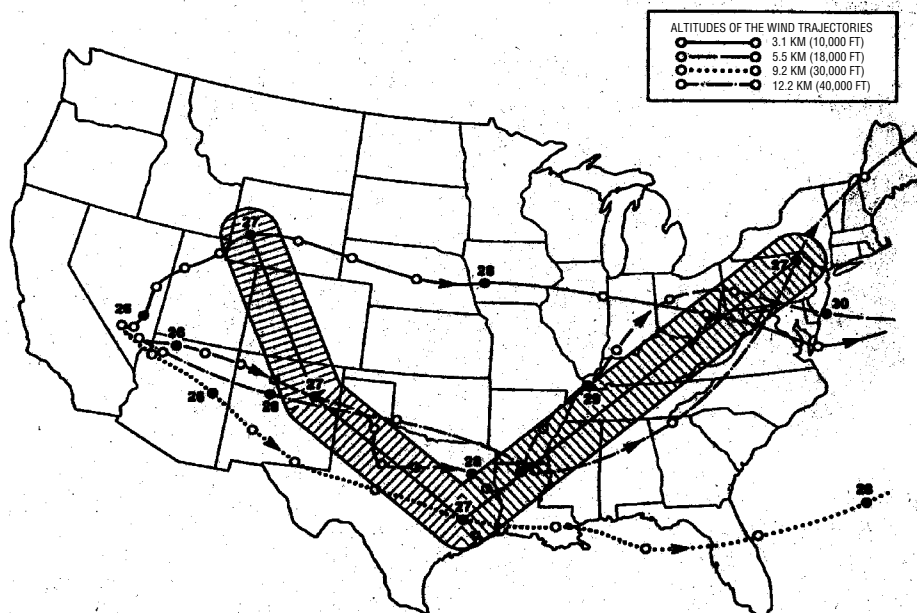 ALTITUDES OF THE WIND TRAJECTORIES
3.1 KM (10,000 FT)
5.5 KM (18,000 FT)
9.2 KM (30,000 FT)
12.2 KM (40,000 FT)
27
28
27
30
25
26
26
26
27
29
28
27
28